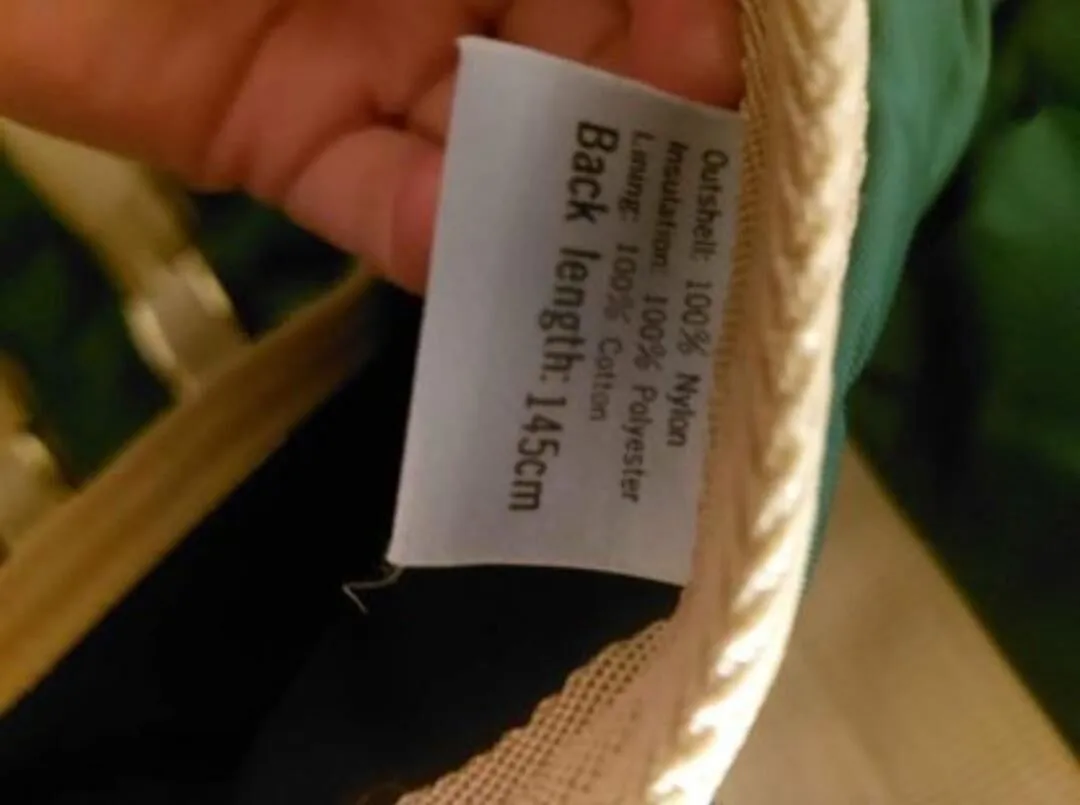 Outshell: 100% Nylon
Insulation: 100% Polyester
Lining: 100% Cotton
Back length: 145cm